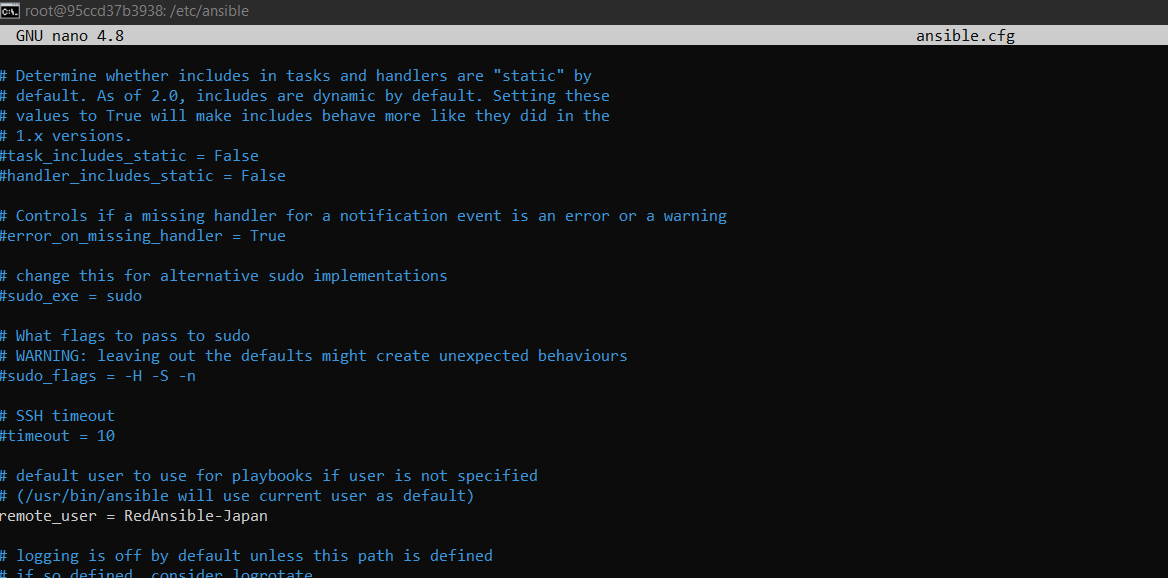 root@95ccd37b3938: /etc/ansible
GNU nano 4.8 ansible.cfg
# Determine whether includes in tasks and handlers are "static" by
# default. As of 2.0, includes are dynamic by default. Setting these
# values to True will make includes behave more like they did in the
# 1.x versions.
#task_includes_static = False
#handler_includes_static = False
# Controls if a missing handler for a notification event is an error or a warning
#error_on_missing_handler = True
# change this for alternative sudo implementations
#sudo_exe = sudo
# What flags to pass to sudo
# WARNING: leaving out the defaults might create unexpected behaviours
#sudo_flags = -H -S -n
# SSH timeout
#timeout = 10
# default user to use for playbooks if user is not specified
# (/usr/bin/ansible will use current user as default)
remote_user = RedAnsible-Japan
# logging is off by default unless this path is defined
# if so defined, consider logrotate